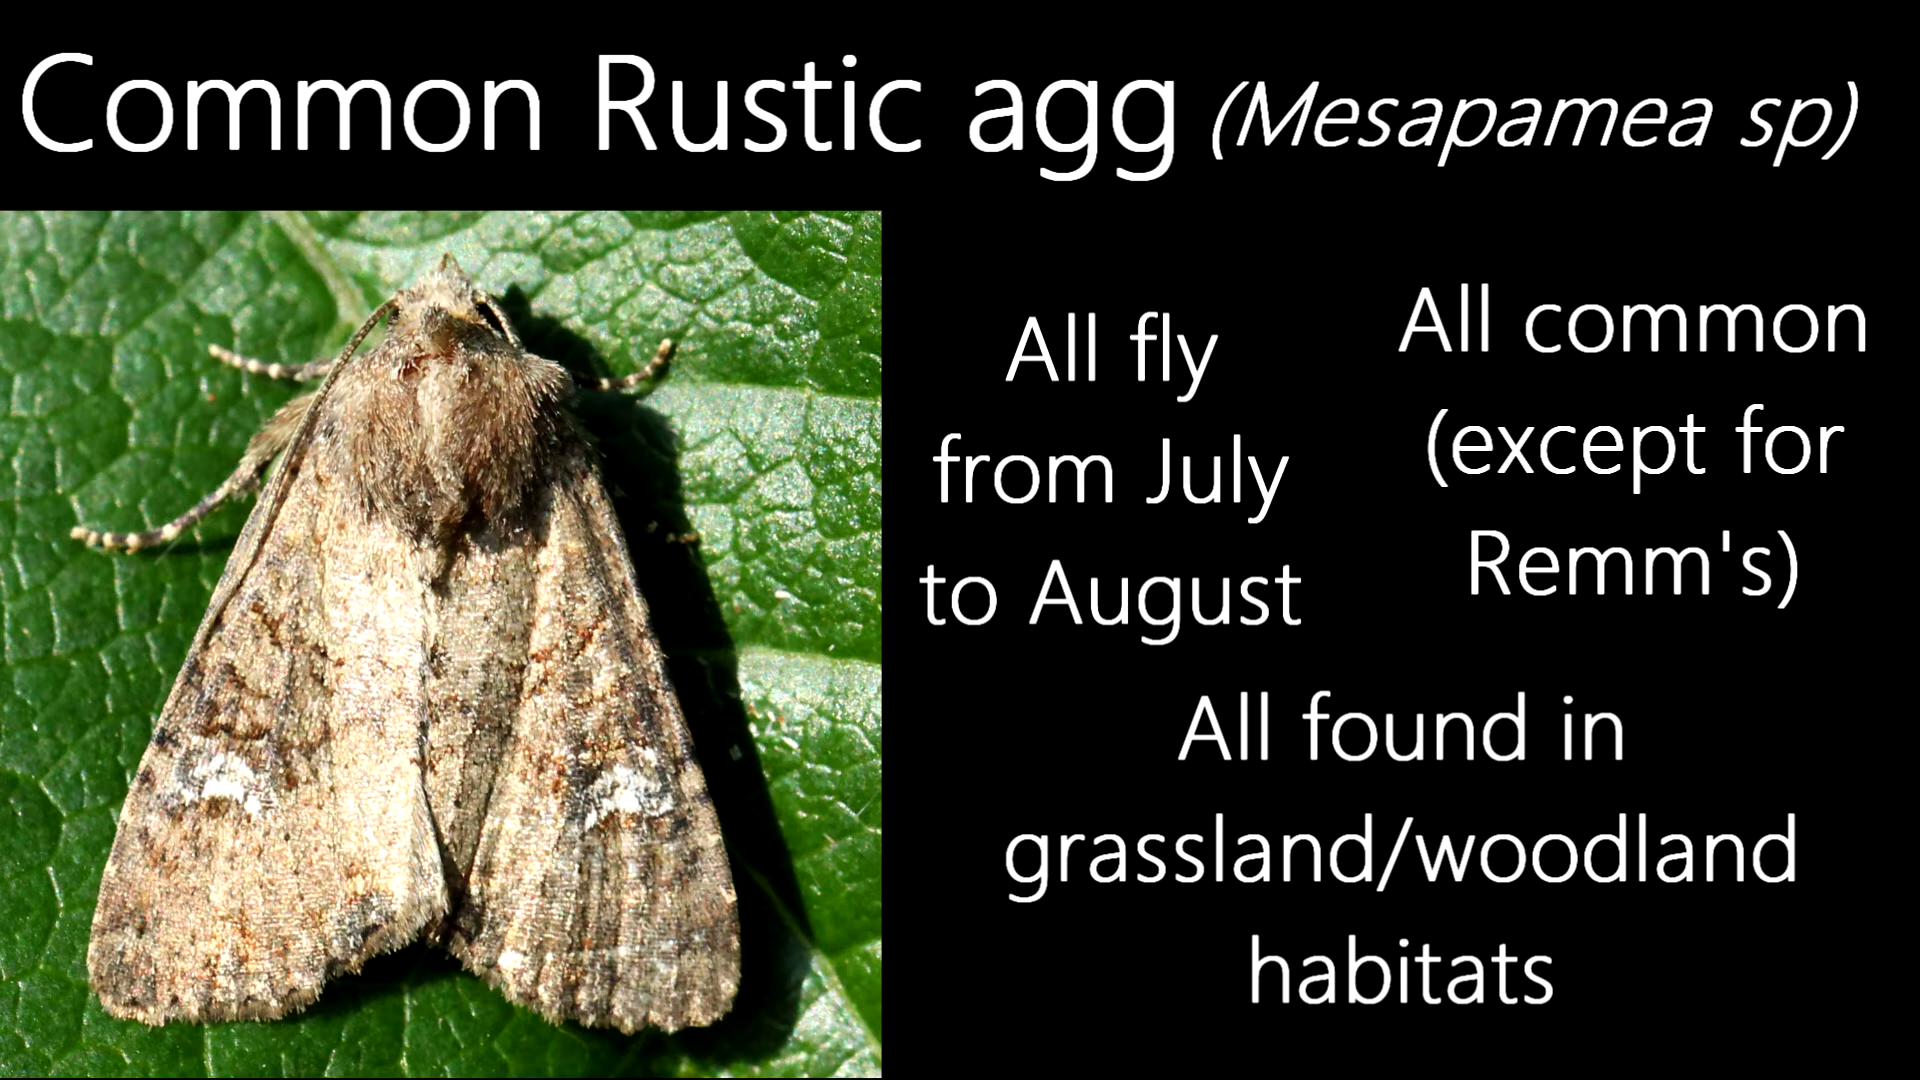 Common Rustic agg (Mesapamea sp)
All fly
from July
to August
All common
(except for
Remm's)
All found in
grassland/woodland
habitats